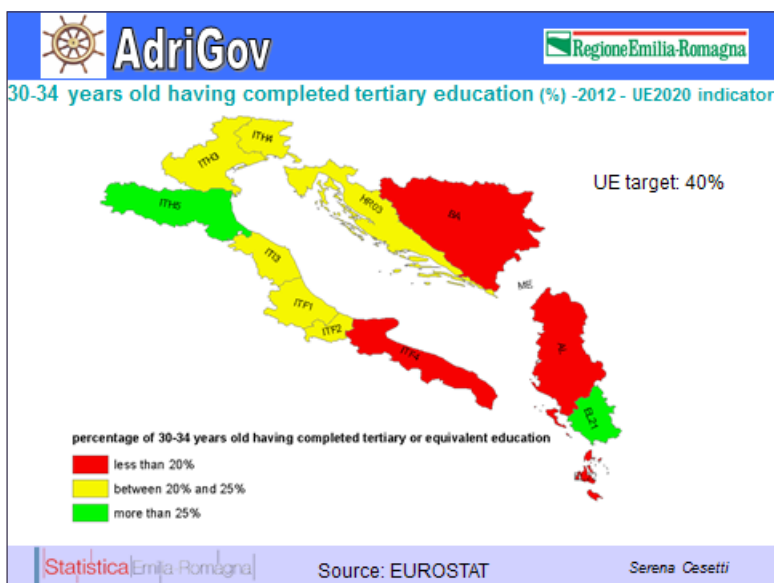 AdriGov
RegioneEmilia-Romagna
30-34 years old having completed tertiary education (%) -2012 - UE2020 indicator
UE target: 40%
ITH4
ITH3
ITH5
HR03
BA
ITI3
ME
ITF1
ITF2
ITF4
AL
EL21
percentage of 30-34 years old having completed tertiary or equivalent education
less than 20%
between 20% and 25%
more than 25%
Statistica Emilia-Romagna
Source: EUROSTAT
Serena Cesetti